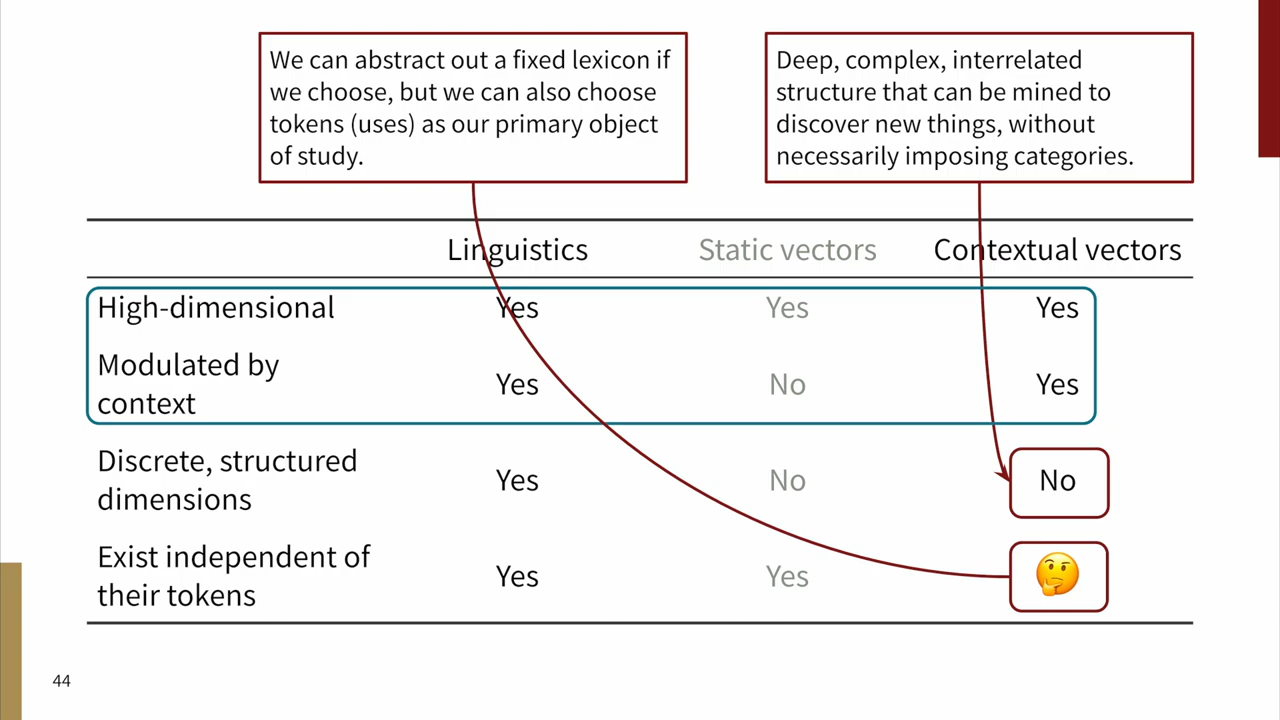 We can abstract out a fixed lexicon if
we choose, but we can also choose
tokens (uses) as our primary object
of study.
Deep, complex, interrelated
structure that can be mined to
discover new things, without
necessarily imposing categories.
Linguistics Static vectors Contextual vectors
High-dimensional Yes Yes Yes
Modulated by
context Yes No Yes
Discrete, structured
dimensions Yes No No
Exist independent of
their tokens Yes Yes 🤔
44